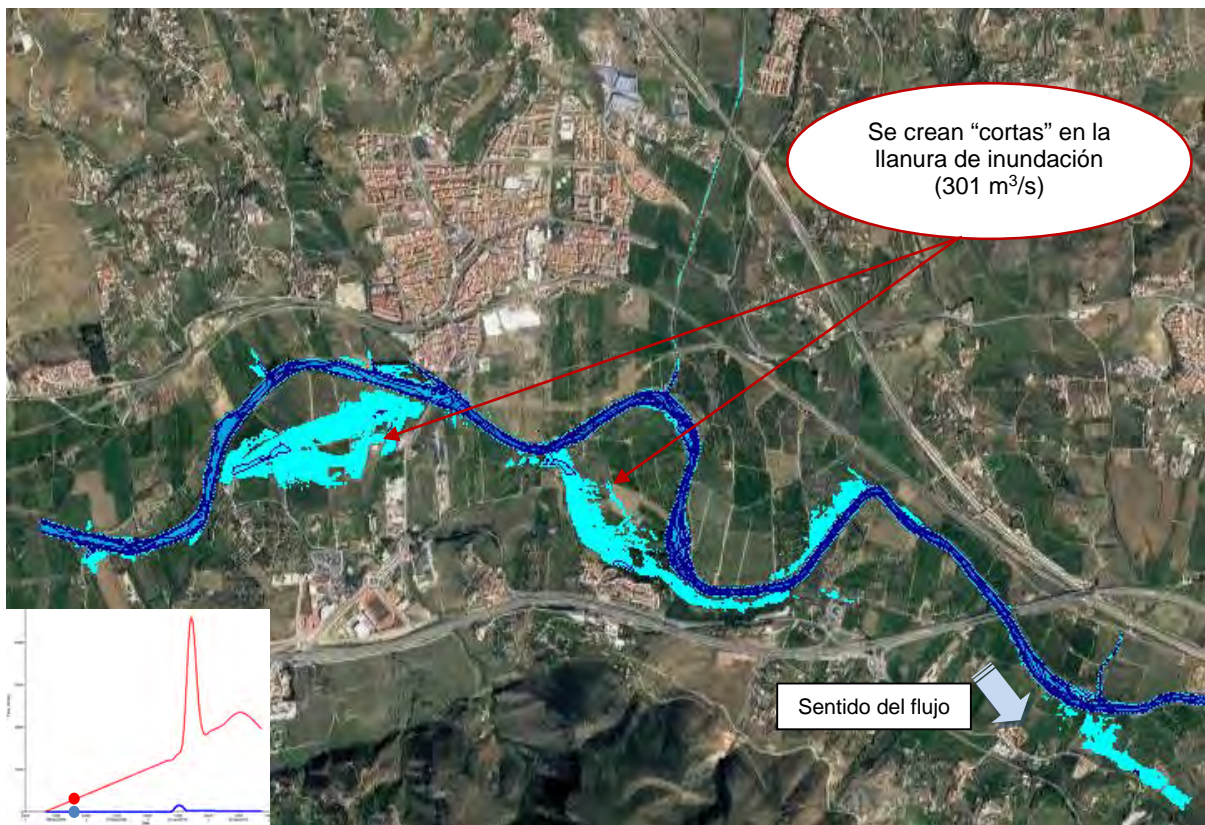 Se crean “cortas” en la
llanura de inundación
(301 m³/s)
Sentido del flujo